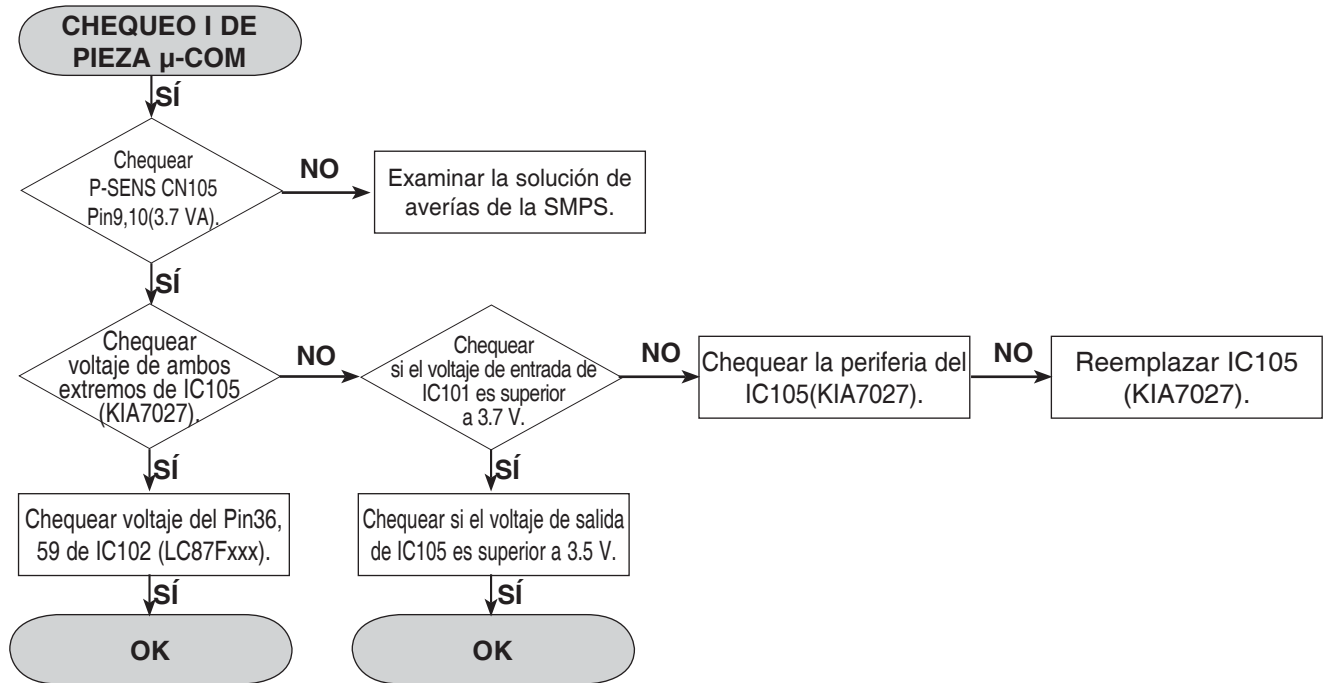 CHEQUEO I DE
PIEZA µ-COM
SÍ
Chequear
P-SENS CN105
Pin9,10(3.7 VA).
NO
Examinar la solución de
averías de la SMPS.
SÍ
Chequear
voltaje de ambos
extremos de IC105
(KIA7027).
NO
Chequear
si el voltaje de entrada de
IC101 es superior
a 3.7 V.
NO
Chequear la periferia del
IC105(KIA7027).
NO
Reemplazar IC105
(KIA7027).
SÍ
Chequear voltaje del Pin36,
59 de IC102 (LC87Fxxx).
SÍ
OK
SÍ
Chequear si el voltaje de salida
de IC105 es superior a 3.5 V.
SÍ
OK